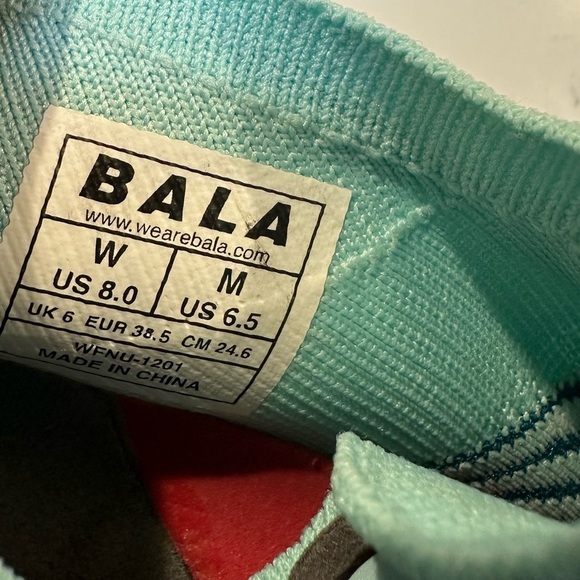 BALA
www.wearebala.com
W M
US 8.0 US 6.5
UK 6 EUR 38.5 CM 24.6
WFNU-1201
MADE IN CHINA